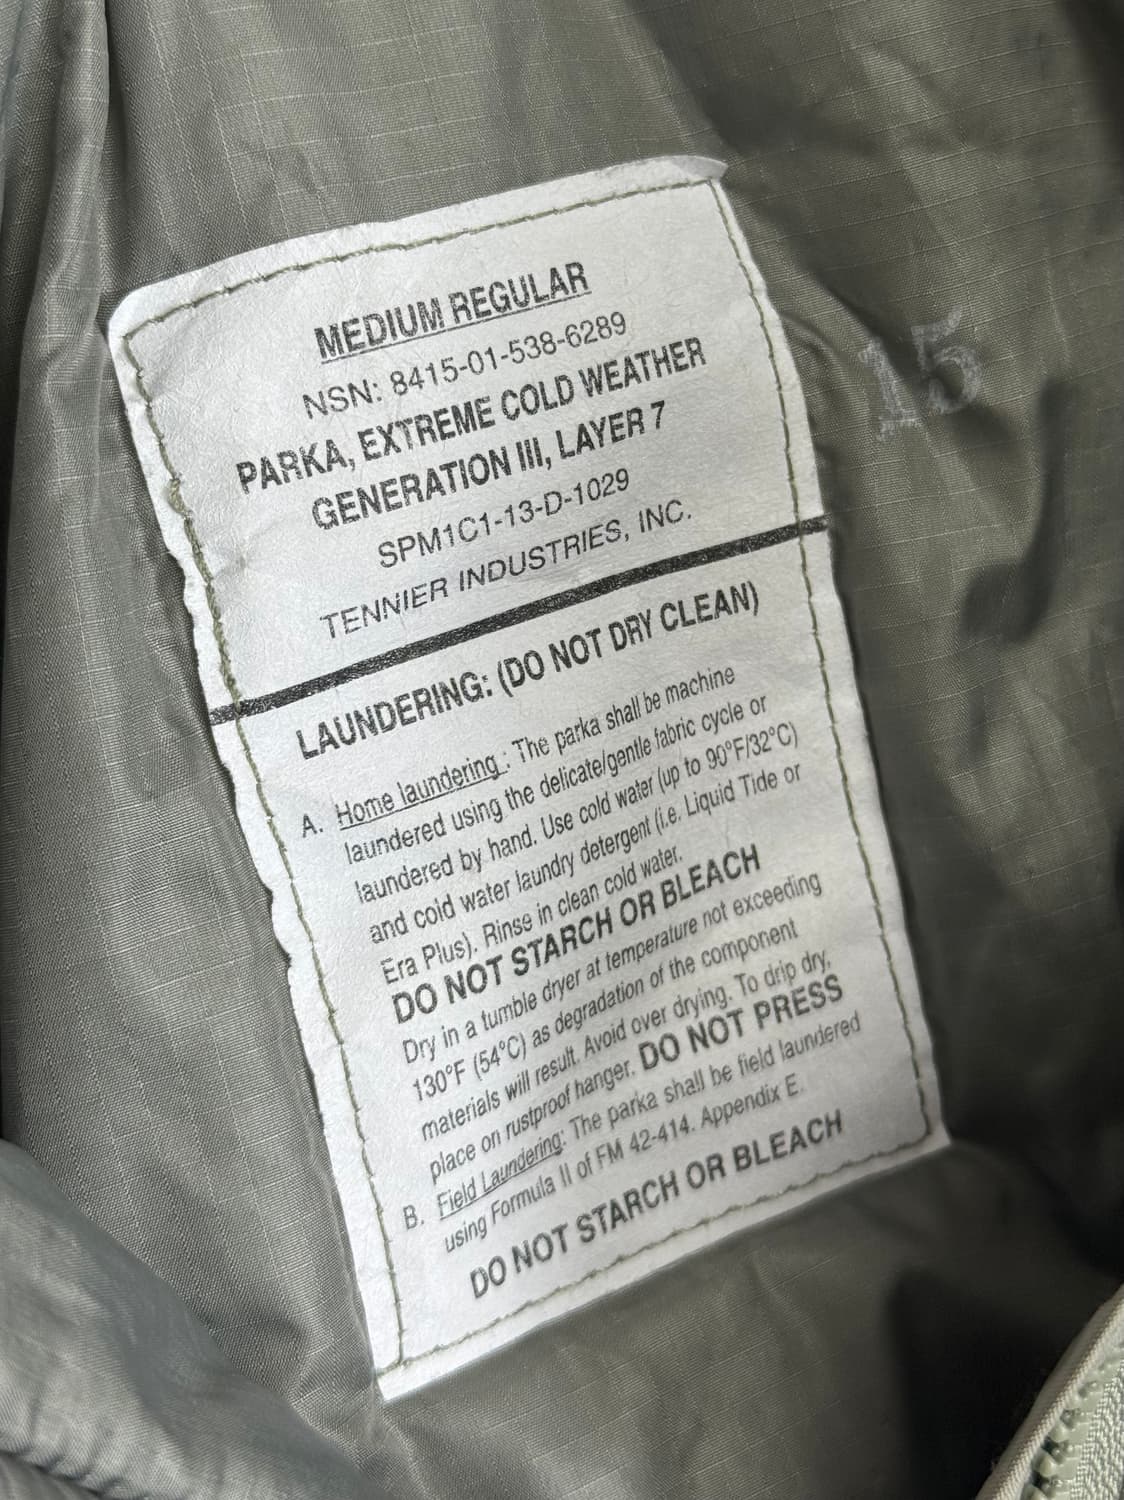 MEDIUM REGULAR
NSN: 8415-01-538-6289
PARKA, EXTREME COLD WEATHER
GENERATION III, LAYER 7
SPM1C1-13-D-1029
TENNIER INDUSTRIES, INC.
LAUNDERING: (DO NOT DRY CLEAN)
A. Home laundering : The parka shall be machine
laundered using the delicate/gentle fabric cycle or
laundered by hand. Use cold water (up to 90°F/32°C)
and cold water laundry detergent (i.e. Liquid Tide or
Era Plus). Rinse in clean cold water.
DO NOT STARCH OR BLEACH
Dry in a tumble dryer at temperature not exceeding
130°F (54°C) as degradation of the component
materials will result. Avoid over drying. To drip dry,
place on rustproof hanger. DO NOT PRESS
B. Field Laundering: The parka shall be field laundered
using Formula II of FM 42-414. Appendix E.
DO NOT STARCH OR BLEACH
15